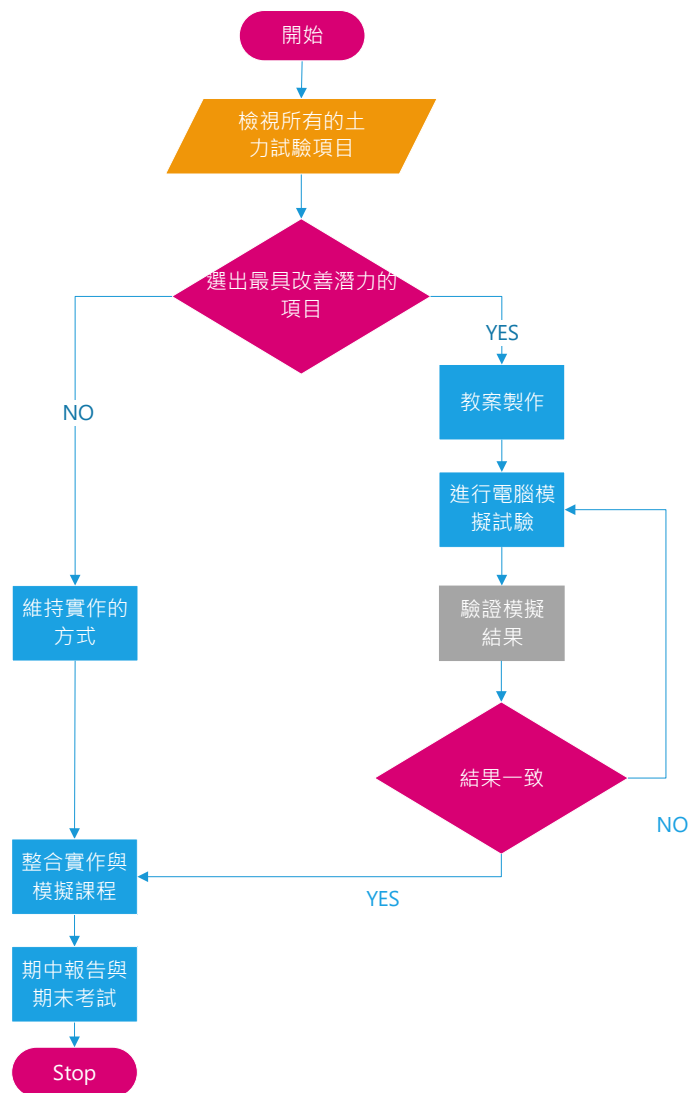 開始
檢視所有的土
力試驗項目
選出最具改善潛力的
項目
YES
NO
教案製作
進行電腦模
擬試驗
維持實作的
方式
驗證模擬
結果
結果一致
NO
整合實作與
模擬課程
YES
期中報告與
期末考試
Stop